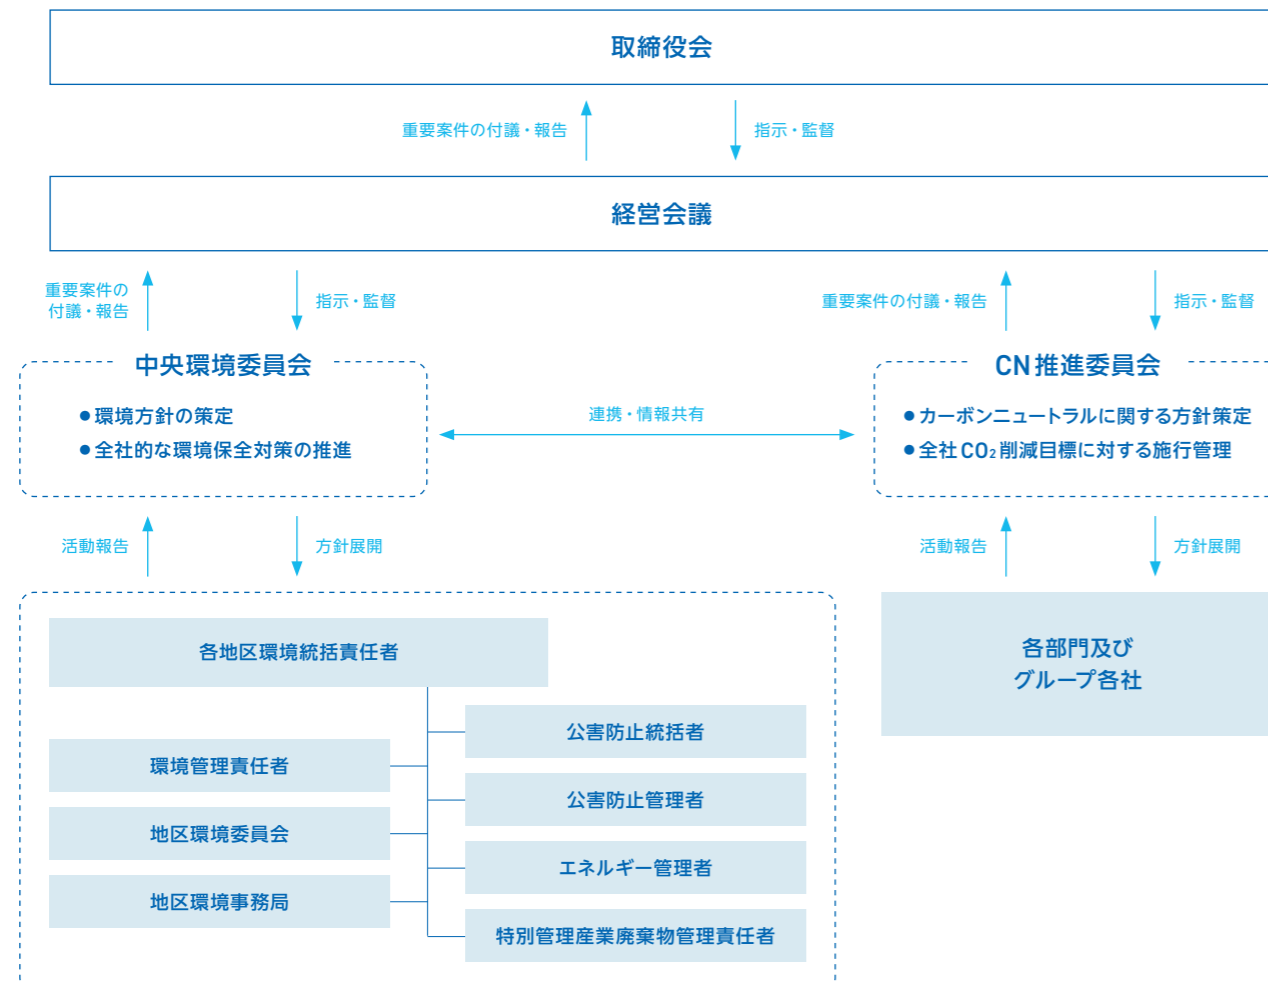 取締役会
重要案件の付議・報告
指示・監督
経営会議
重要案件の
付議・報告
指示・監督
重要案件の付議・報告
指示・監督
中央環境委員会
●環境方針の策定
●全社的な環境保全対策の推進
連携・情報共有
CN推進委員会
●カーボンニュートラルに関する方針策定
●全社CO₂削減目標に対する施行管理
活動報告
方針展開
活動報告
方針展開
各地区環境統括責任者
環境管理責任者
地区環境委員会
地区環境事務局
公害防止統括者
公害防止管理者
エネルギー管理者
特別管理産業廃棄物管理責任者
各部門及び
グループ各社